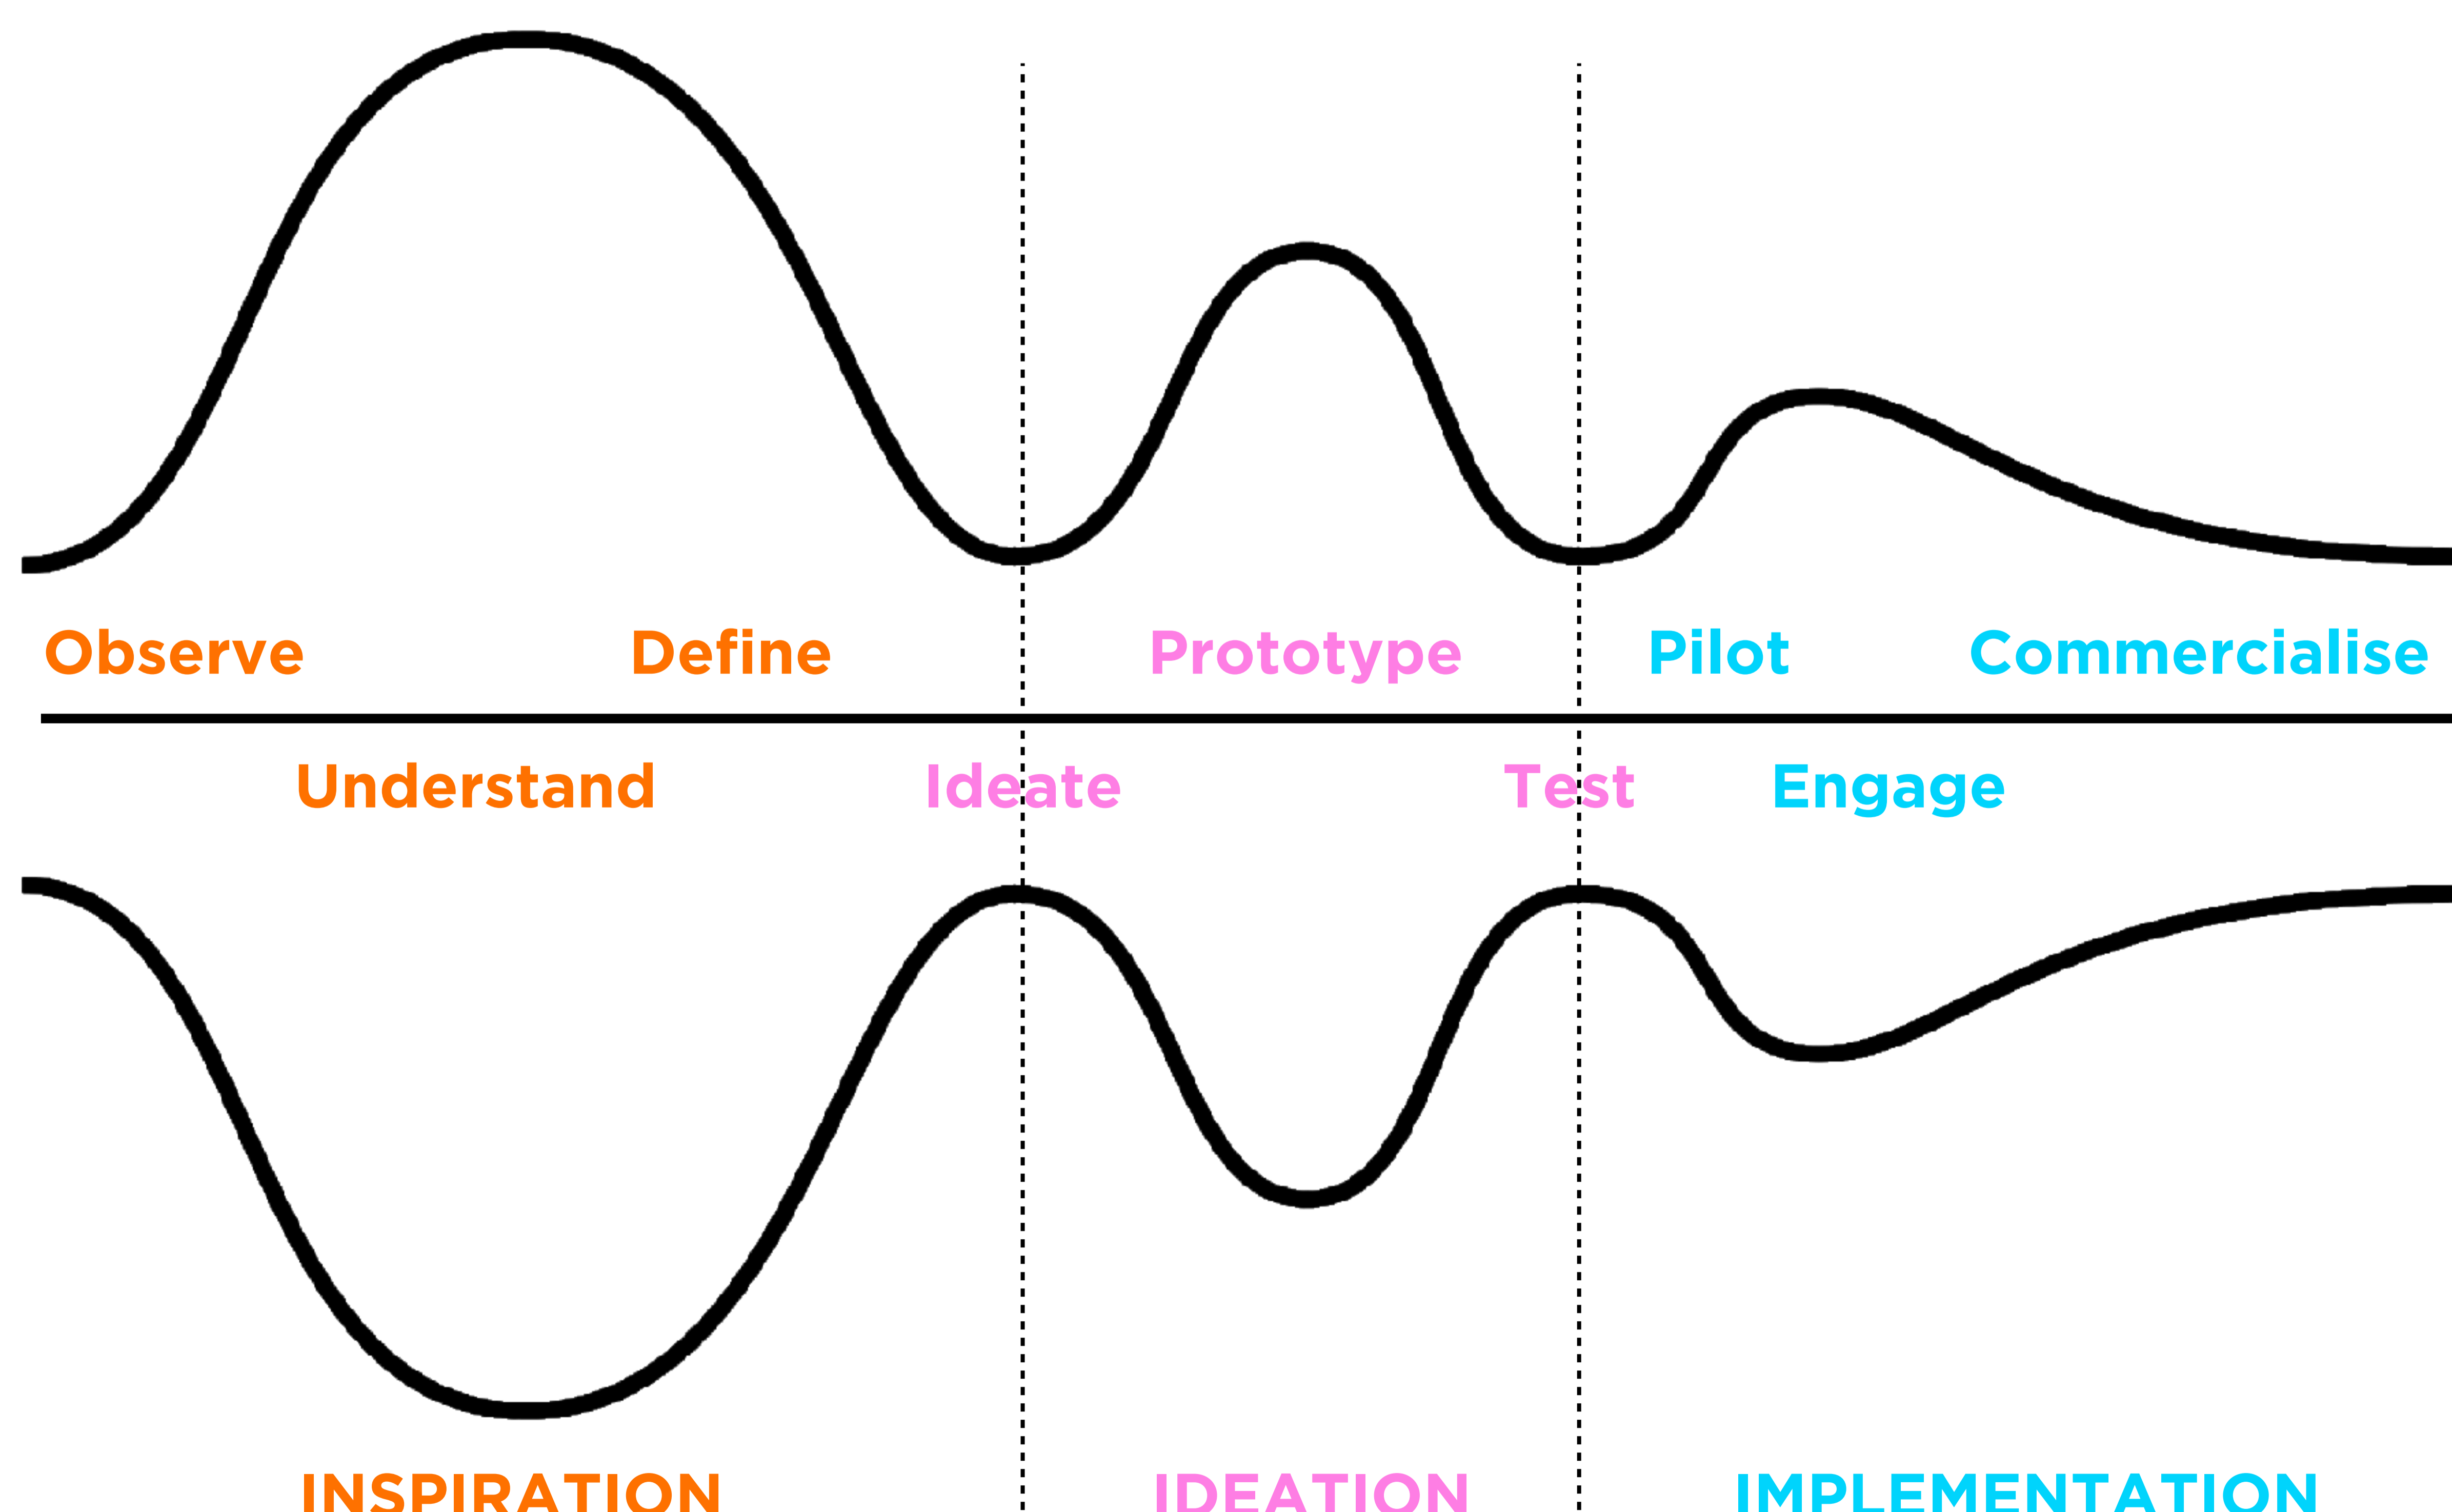 Observe Define Prototype Pilot Commercialise
Understand Ideate Test Engage
INSPIRATION IDEATION IMPLEMENTATION